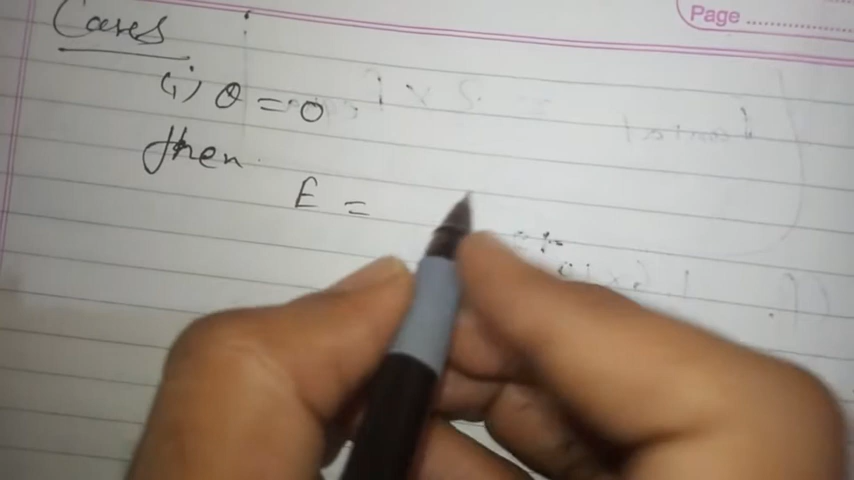 Page ..............
Cases :
(i) θ = 0
then
E =